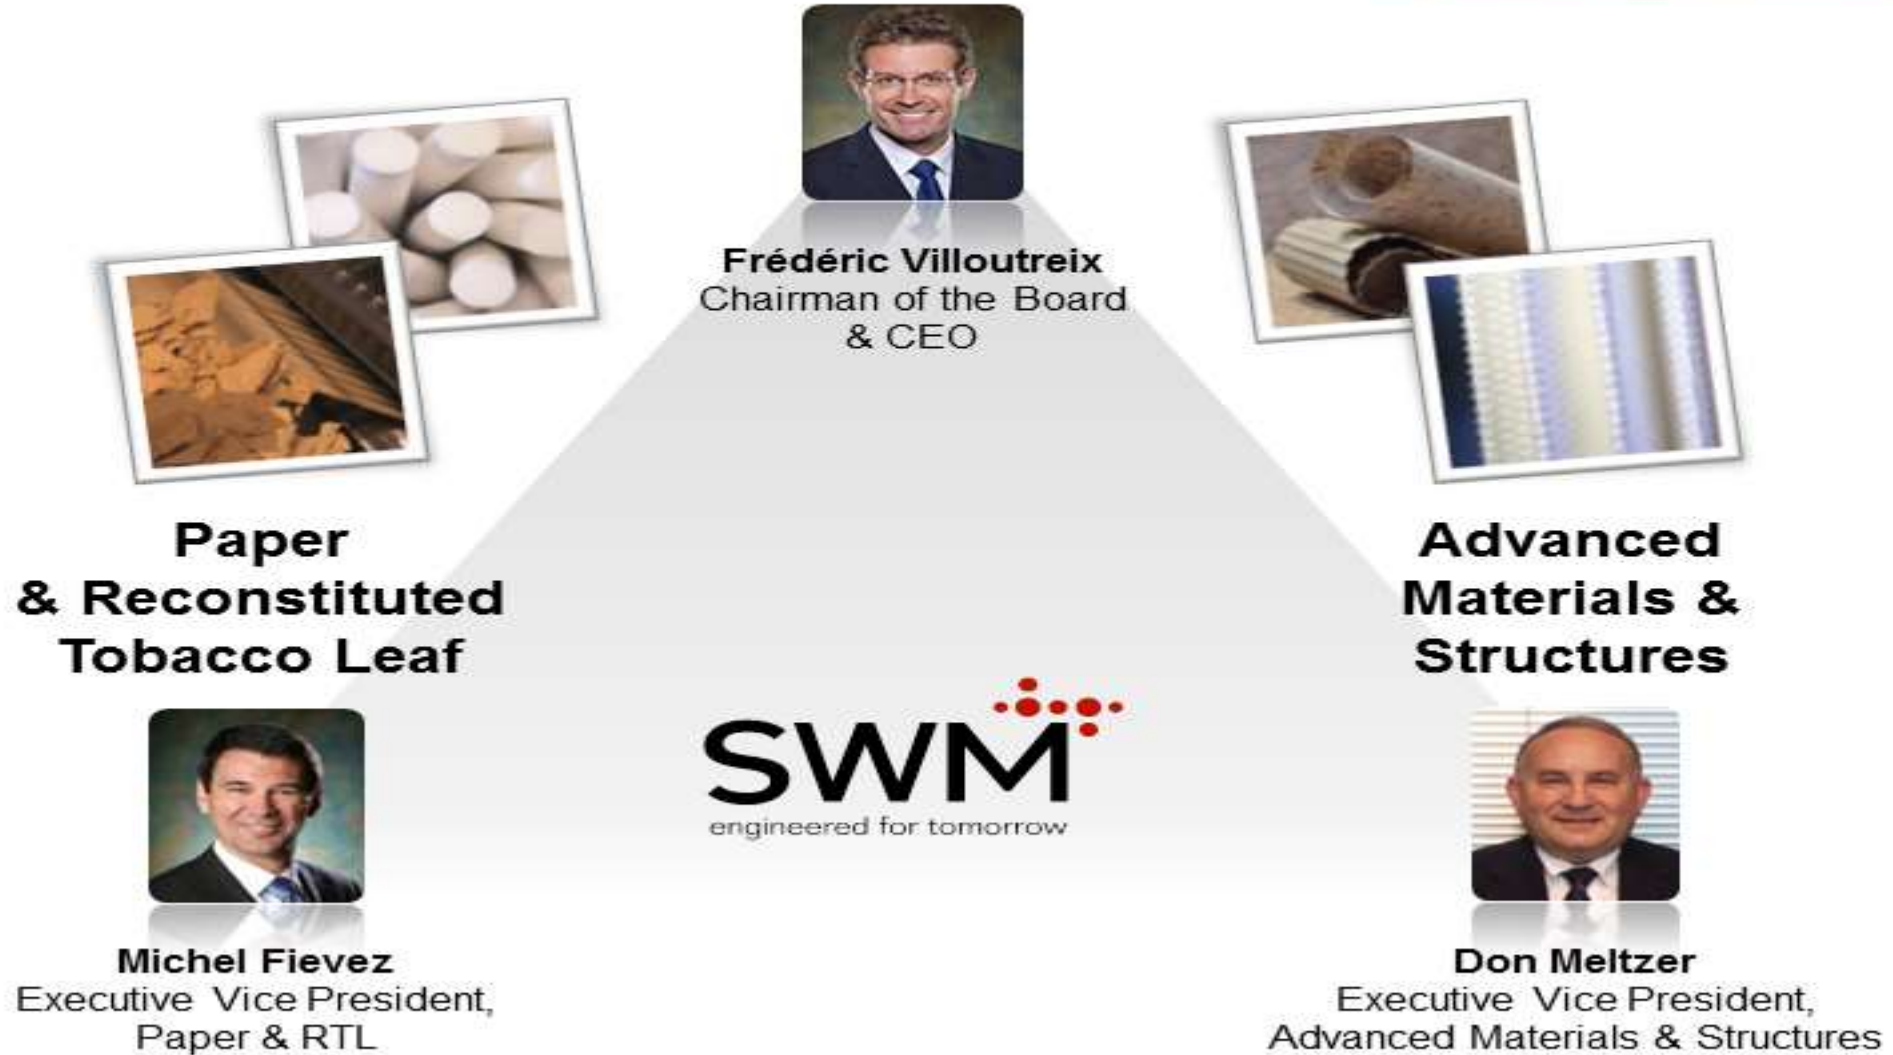 Frédéric Villoutreix
Chairman of the Board
& CEO
Paper
& Reconstituted
Tobacco Leaf
Advanced
Materials &
Structures
SWM
engineered for tomorrow
Michel Fievez
Executive Vice President,
Paper & RTL
Don Meltzer
Executive Vice President,
Advanced Materials & Structures